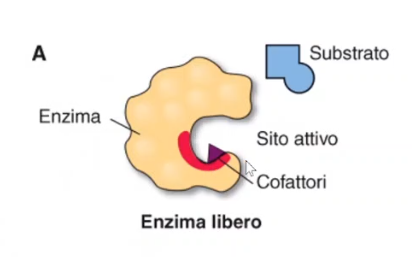 A
Substrato
Enzima
Sito attivo
Cofattori
Enzima libero